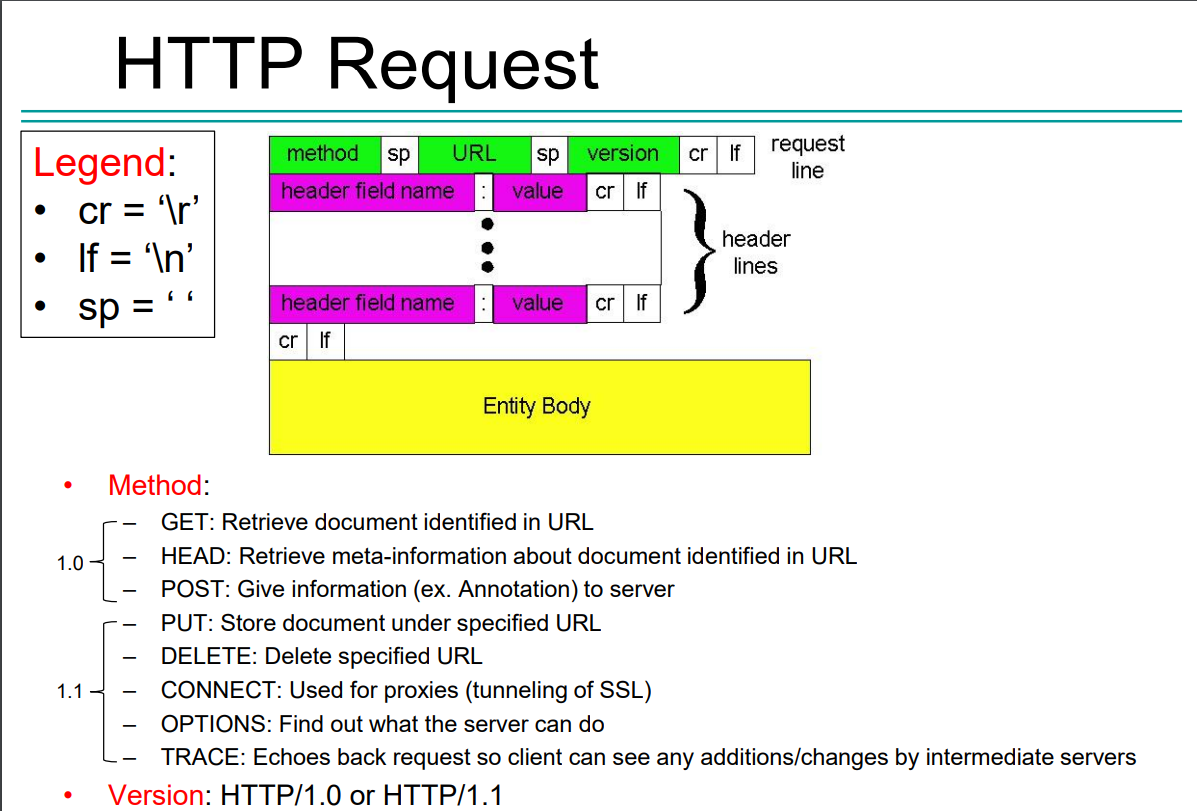 HTTP Request
Legend:
• cr = ‘\r’
• lf = ‘\n’
• sp = ‘ ‘
method sp URL sp version cr lf
request
line
header field name : value cr lf
header
lines
header field name : value cr lf
cr lf
Entity Body
• Method:
– GET: Retrieve document identified in URL
1.0 – HEAD: Retrieve meta-information about document identified in URL
– POST: Give information (ex. Annotation) to server
– PUT: Store document under specified URL
– DELETE: Delete specified URL
1.1 – CONNECT: Used for proxies (tunneling of SSL)
– OPTIONS: Find out what the server can do
– TRACE: Echoes back request so client can see any additions/changes by intermediate servers
• Version: HTTP/1.0 or HTTP/1.1